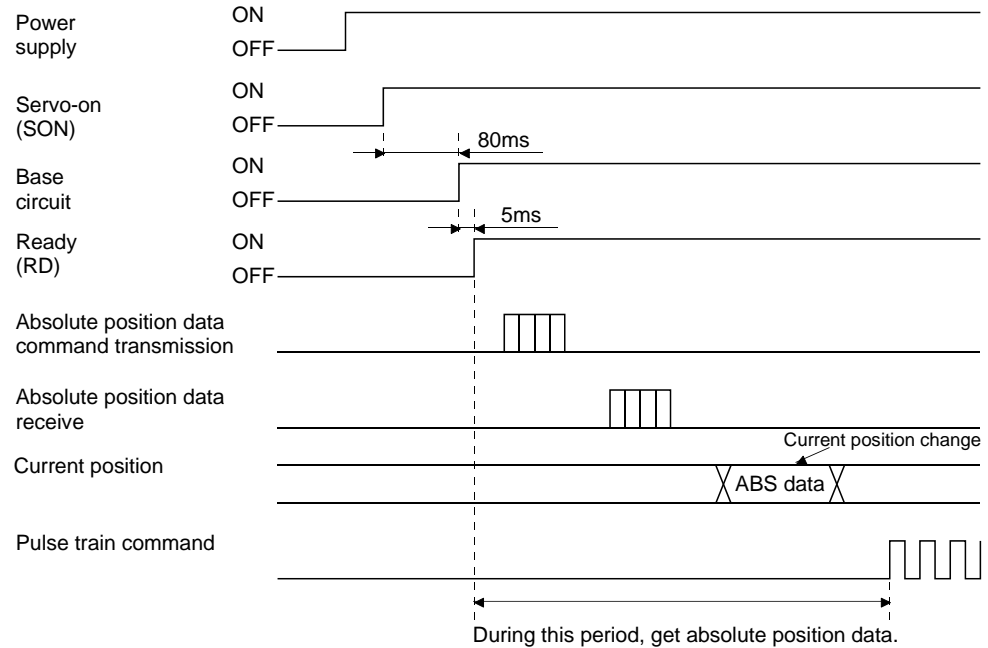 Power
supply
ON
OFF
Servo-on
(SON)
ON
OFF
80ms
Base
circuit
ON
OFF
5ms
Ready
(RD)
ON
OFF
Absolute position data
command transmission
Absolute position data
receive
Current position change
Current position
ABS data
Pulse train command
During this period, get absolute position data.